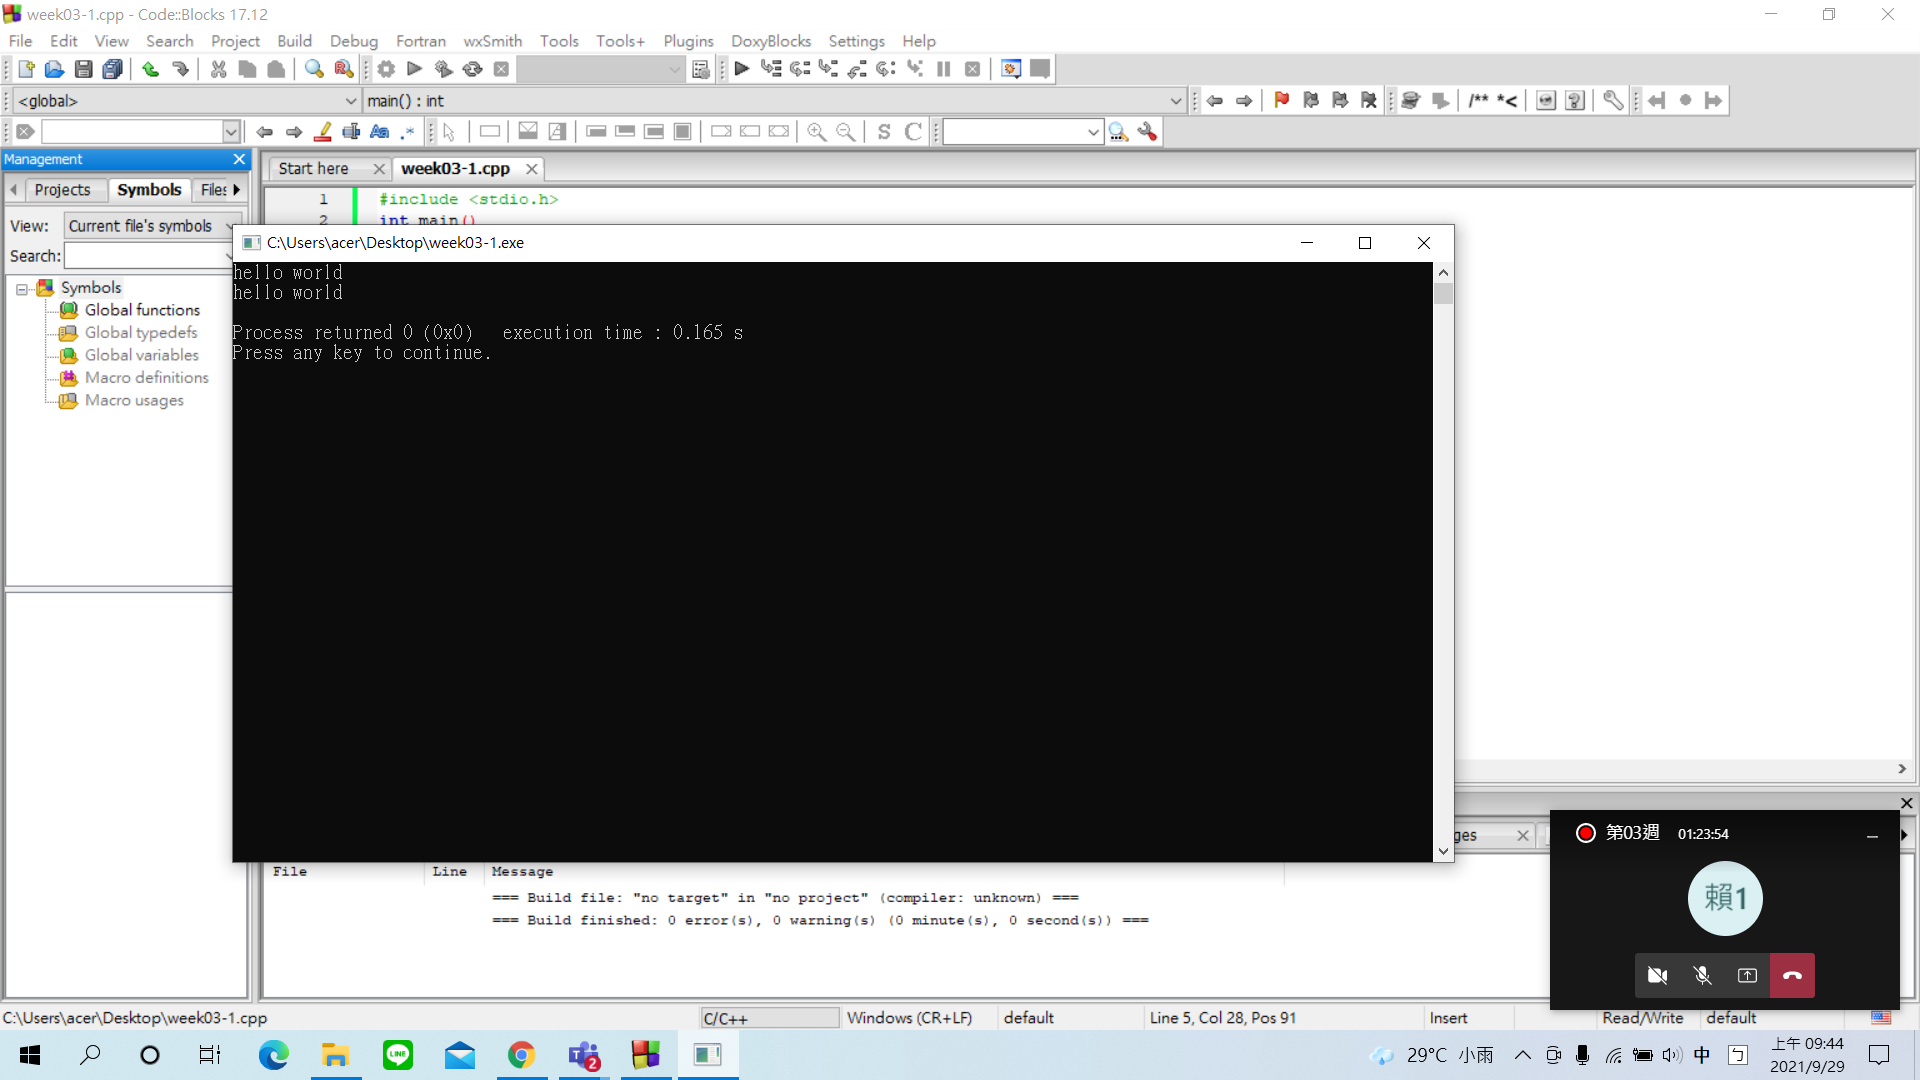 week03-1.cpp - Code::Blocks 17.12
File Edit View Search Project Build Debug Fortran wxSmith Tools Tools+ Plugins DoxyBlocks Settings Help
<global> main() : int
/** *<
Management
Start here week03-1.cpp
Projects Symbols Files
1 #include <stdio.h>
2 int main()
View: Current file's symbols
Search:
Symbols
Global functions
Global typedefs
Global variables
Macro definitions
Macro usages
C:\Users\acer\Desktop\week03-1.exe
hello world
hello world
Process returned 0 (0x0) execution time : 0.165 s
Press any key to continue.
ges
第03週 01:23:54
賴1
File Line Message
=== Build file: "no target" in "no project" (compiler: unknown) ===
=== Build finished: 0 error(s), 0 warning(s) (0 minute(s), 0 second(s)) ===
C:\Users\acer\Desktop\week03-1.cpp C/C++ Windows (CR+LF) default Line 5, Col 28, Pos 91 Insert Read/Write default
LINE
2
29°C 小雨
中
ㄅ
上午 09:44
2021/9/29